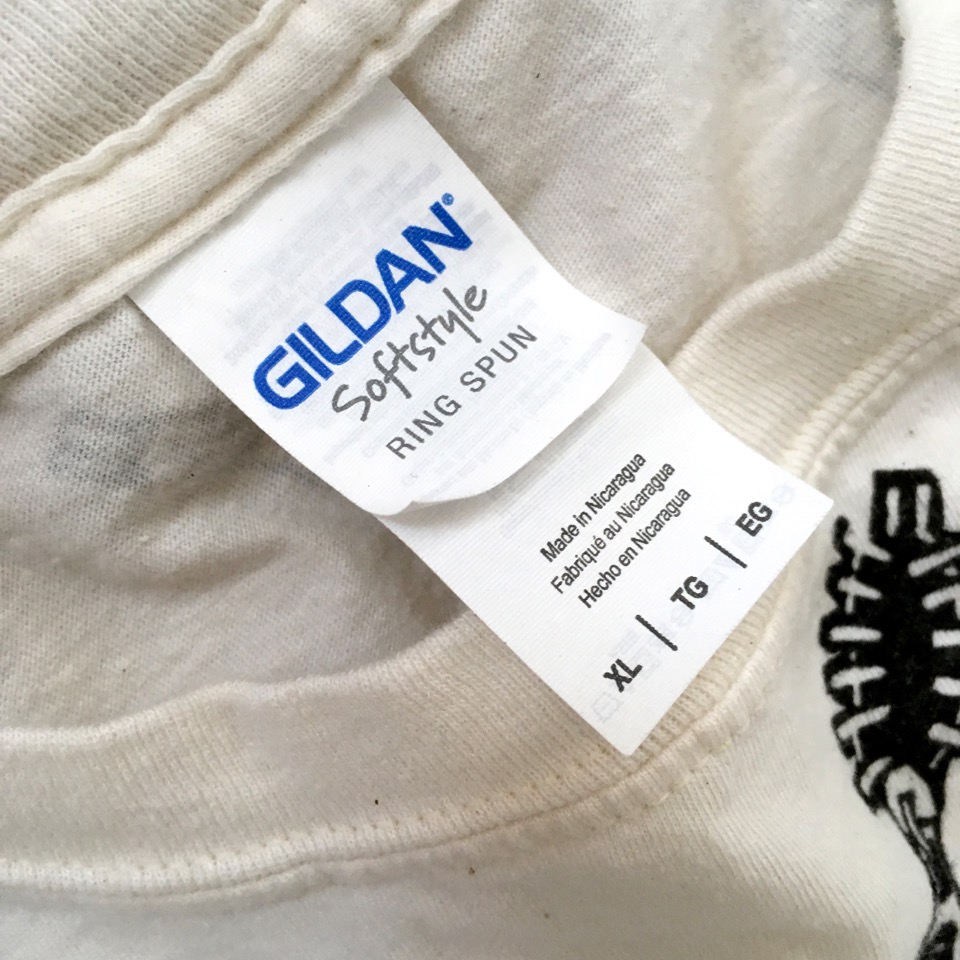 GILDAN®
Softstyle
RING SPUN
Made in Nicaragua
Fabriqué au Nicaragua
Hecho en Nicaragua
XL | TG | EG